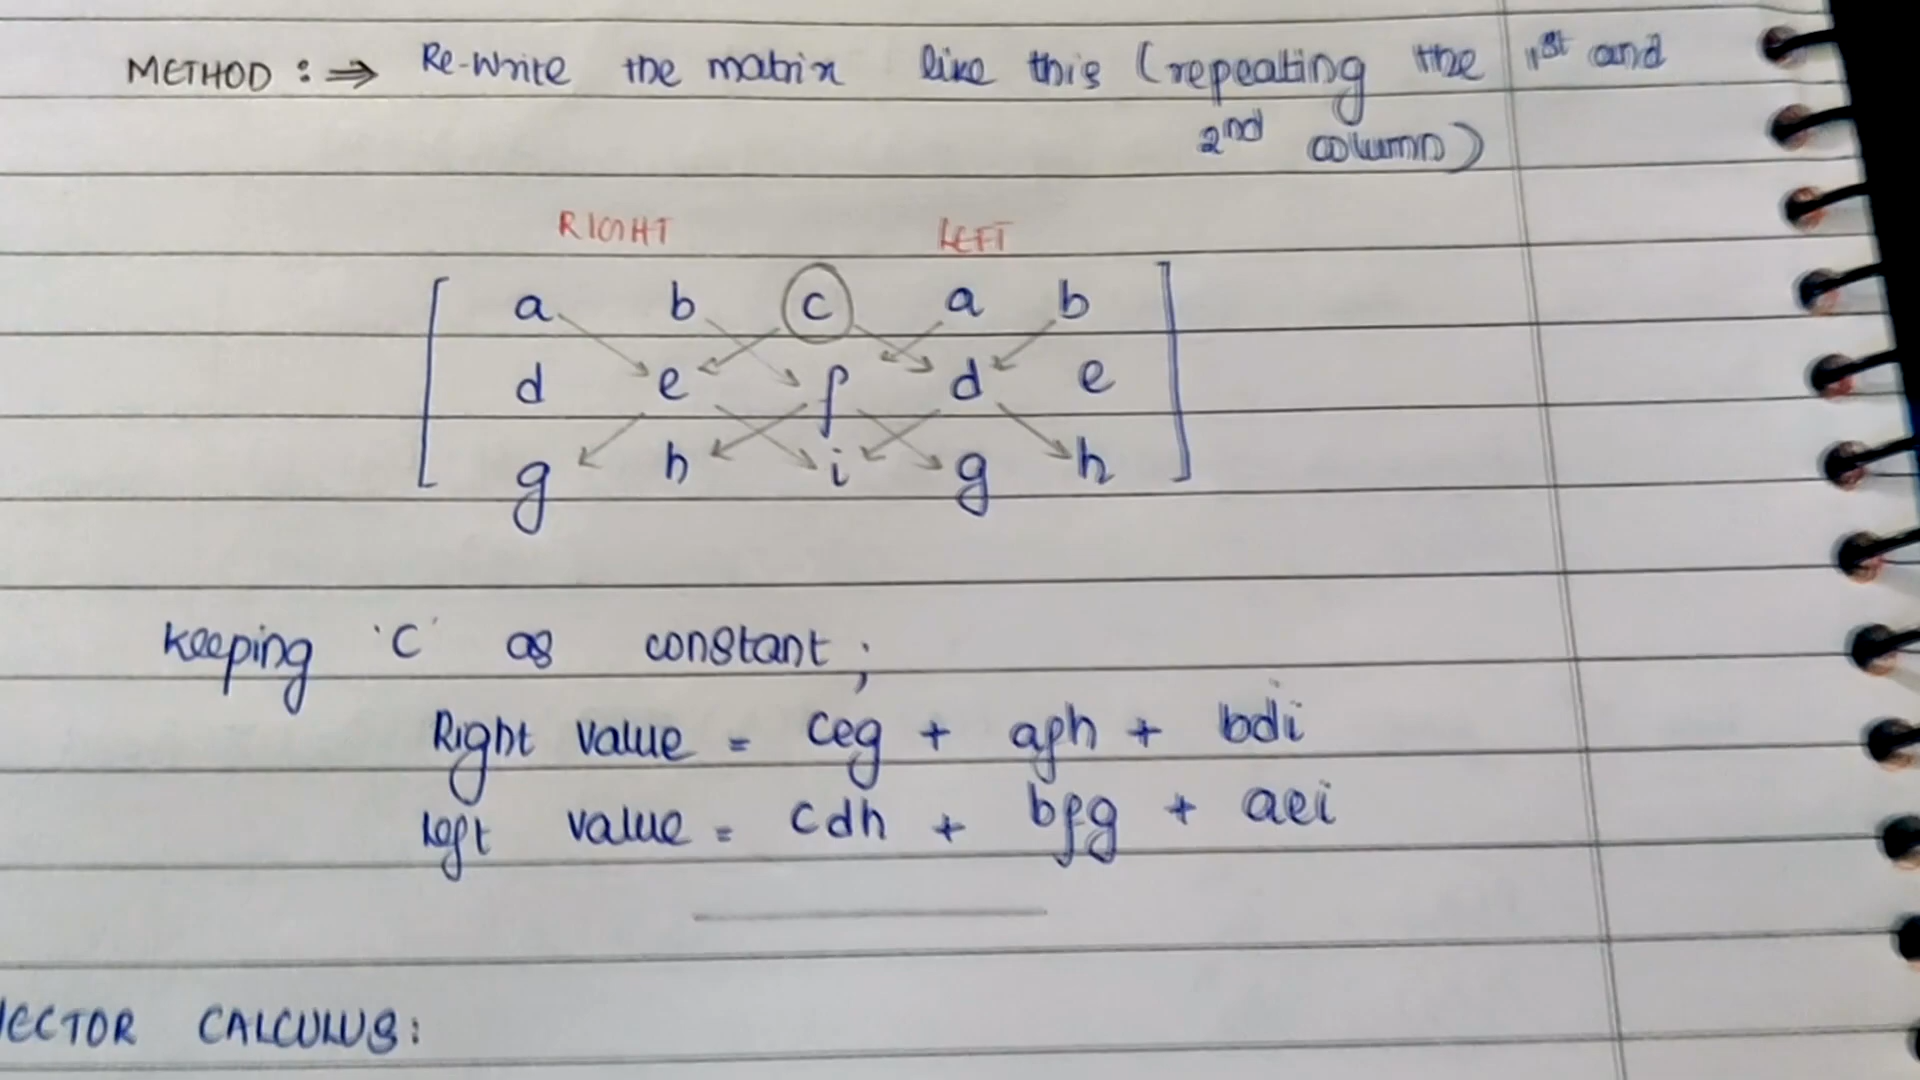 METHOD : ⇒ Re-write the matrix like this (repeating the 1st and
2nd column)
RIGHT LEFT
a b c a b
d e f d e
g h i g h
keeping 'c' as constant ;
Right value = ceg + afh + bdi
left value = cdh + bfg + aei
VECTOR CALCULUS: